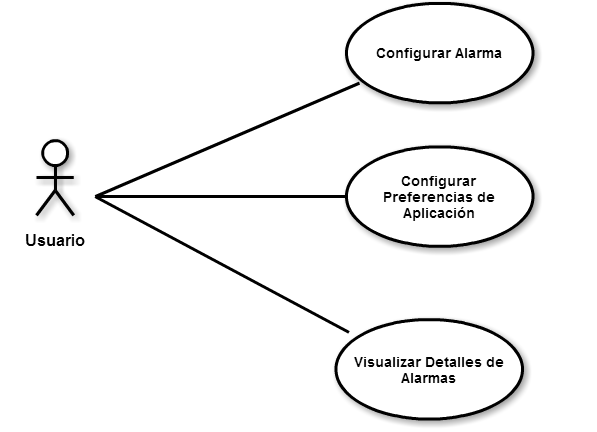 Configurar Alarma
Configurar
Preferencias de
Aplicación
Usuario
Visualizar Detalles de
Alarmas